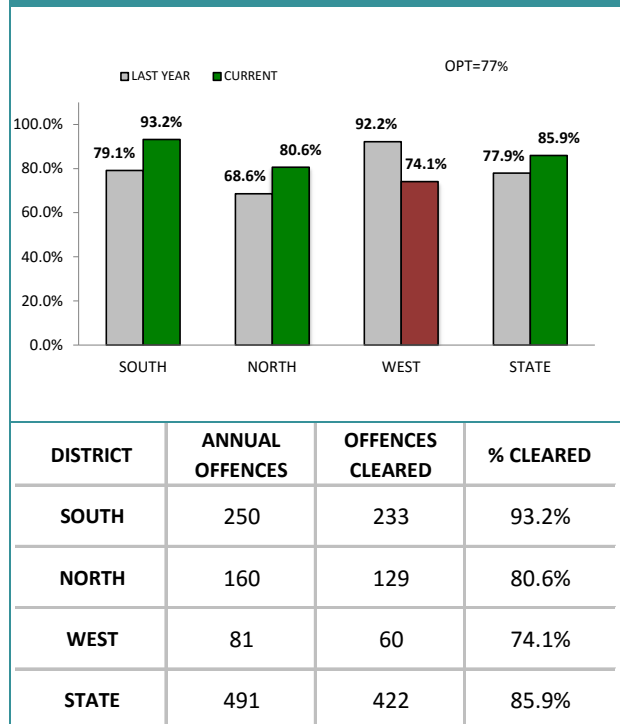 LAST YEAR CURRENT OPT=77%
100.0%
80.0%
60.0%
40.0%
20.0%
0.0%
79.1% 93.2% 68.6% 80.6% 92.2% 74.1% 77.9% 85.9%
SOUTH NORTH WEST STATE
DISTRICT ANNUAL OFFENCES OFFENCES CLEARED % CLEARED
SOUTH 250 233 93.2%
NORTH 160 129 80.6%
WEST 81 60 74.1%
STATE 491 422 85.9%